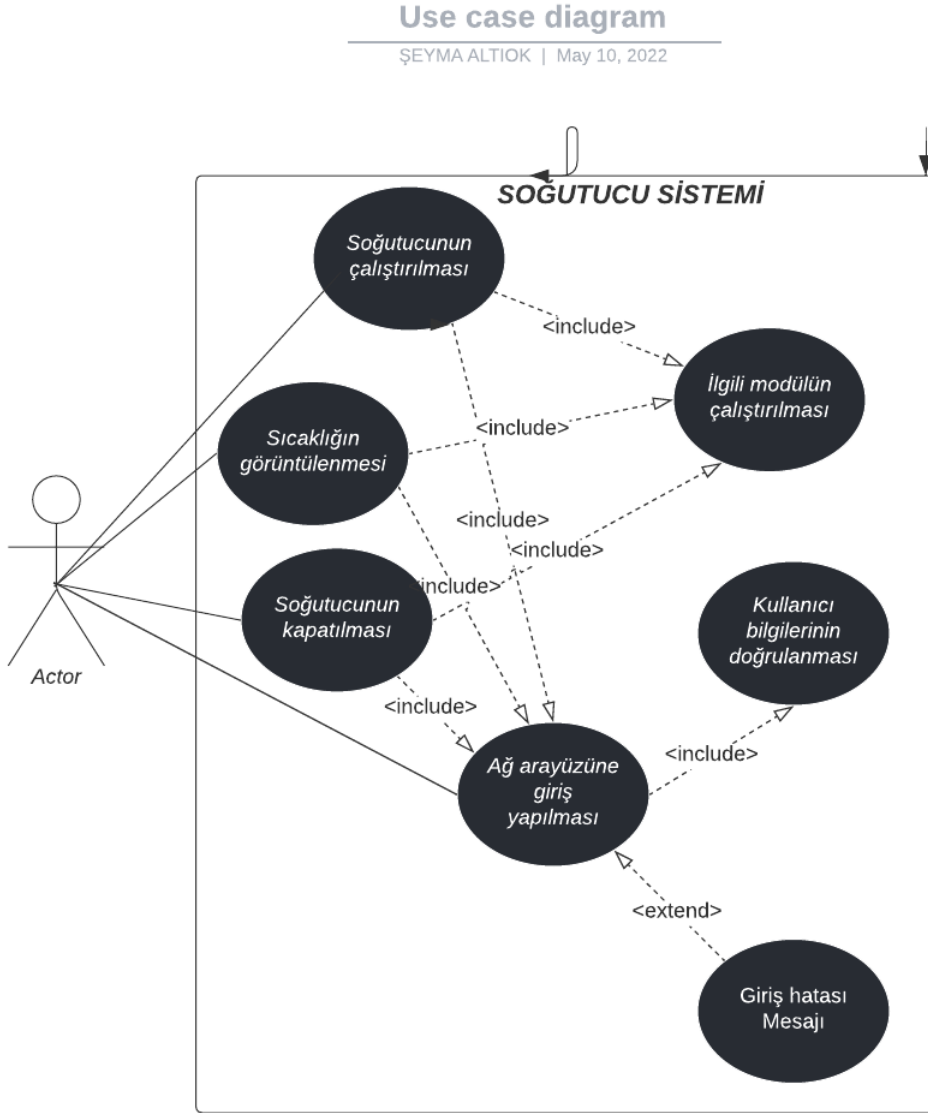 Use case diagram
ŞEYMA ALTIOK | May 10, 2022
SOĞUTUCU SİSTEMİ
Soğutucunun
çalıştırılması
<include>
İlgili modülün
çalıştırılması
Sıcaklığın
görüntülenmesi
<include>
<include>
<include>
<include>
Soğutucunun
kapatılması
Kullanıcı
bilgilerinin
doğrulanması
Actor
<include>
Ağ arayüzüne
giriş
yapılması
<include>
<extend>
Giriş hatası
Mesajı